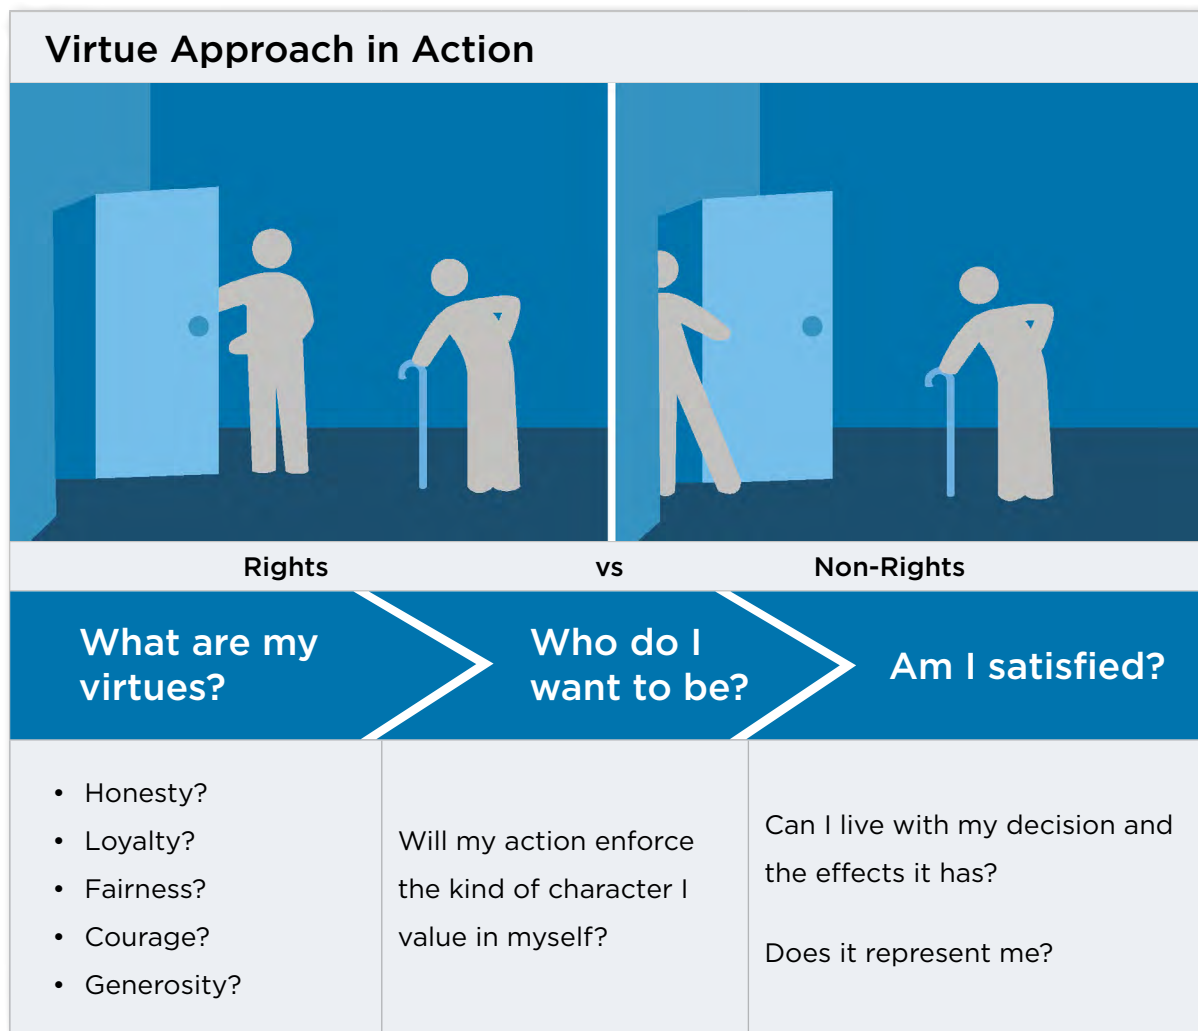 Virtue Approach in Action
Rights vs Non-Rights
What are my
virtues?
Who do I
want to be?
Am I satisfied?
• Honesty?
• Loyalty?
• Fairness?
• Courage?
• Generosity?
Will my action enforce
the kind of character I
value in myself?
Can I live with my decision and
the effects it has?
Does it represent me?